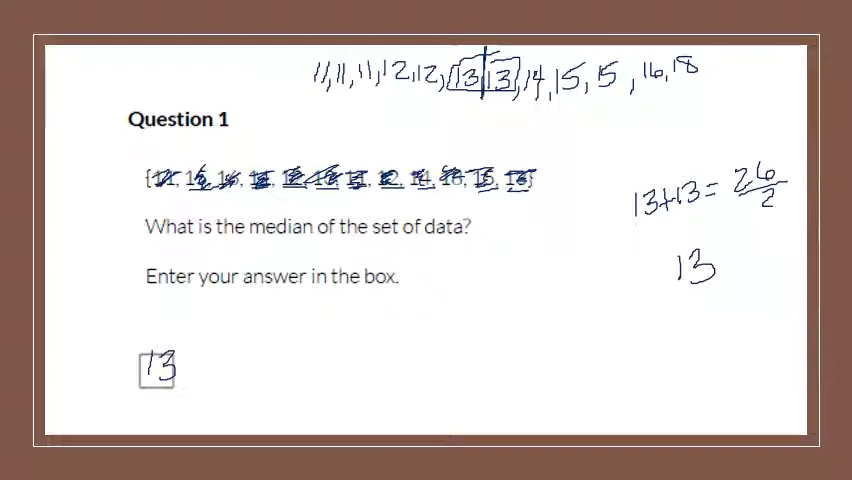 11, 11, 11, 12, 12, 13 13, 14, 15, 15, 16, 18
Question 1
13+13 = 26
2
What is the median of the set of data?
13
Enter your answer in the box.
13